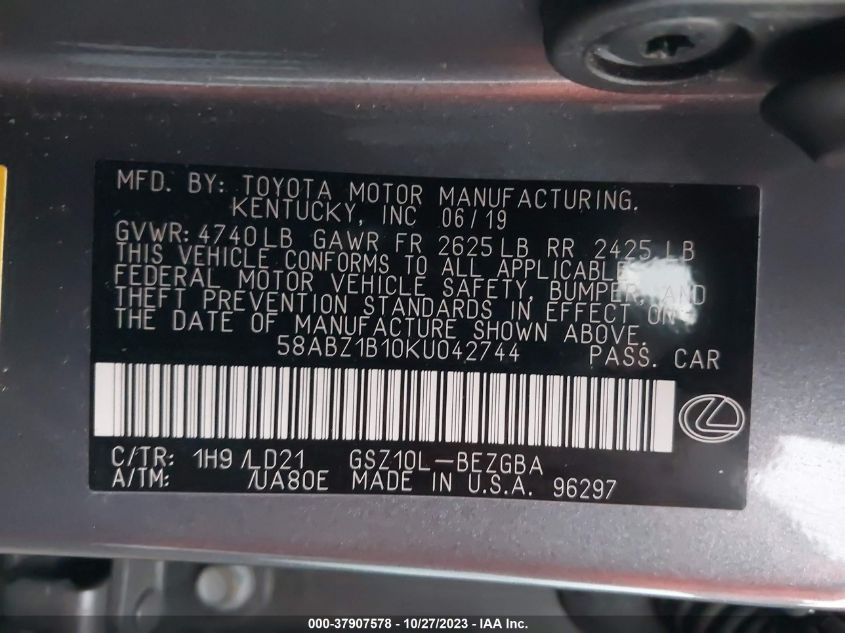 MFD. BY: TOYOTA MOTOR MANUFACTURING.
KENTUCKY, INC 06/19
GVWR: 4740LB GAWR FR 2625LB RR 2425LB
THIS VEHICLE CONFORMS TO ALL APPLICABLE
FEDERAL MOTOR VEHICLE SAFETY, BUMPER, AND
THEFT PREVENTION STANDARDS IN EFFECT ON
THE DATE OF MANUFACTURE SHOWN ABOVE.
58ABZ1B10KU042744 PASS. CAR
C/TR: 1H9 /LD21 GSZ10L-BEZGBA
A/TM: /UA80E MADE IN U.S.A. 96297
000-37907578 - 10/27/2023 - IAA Inc.